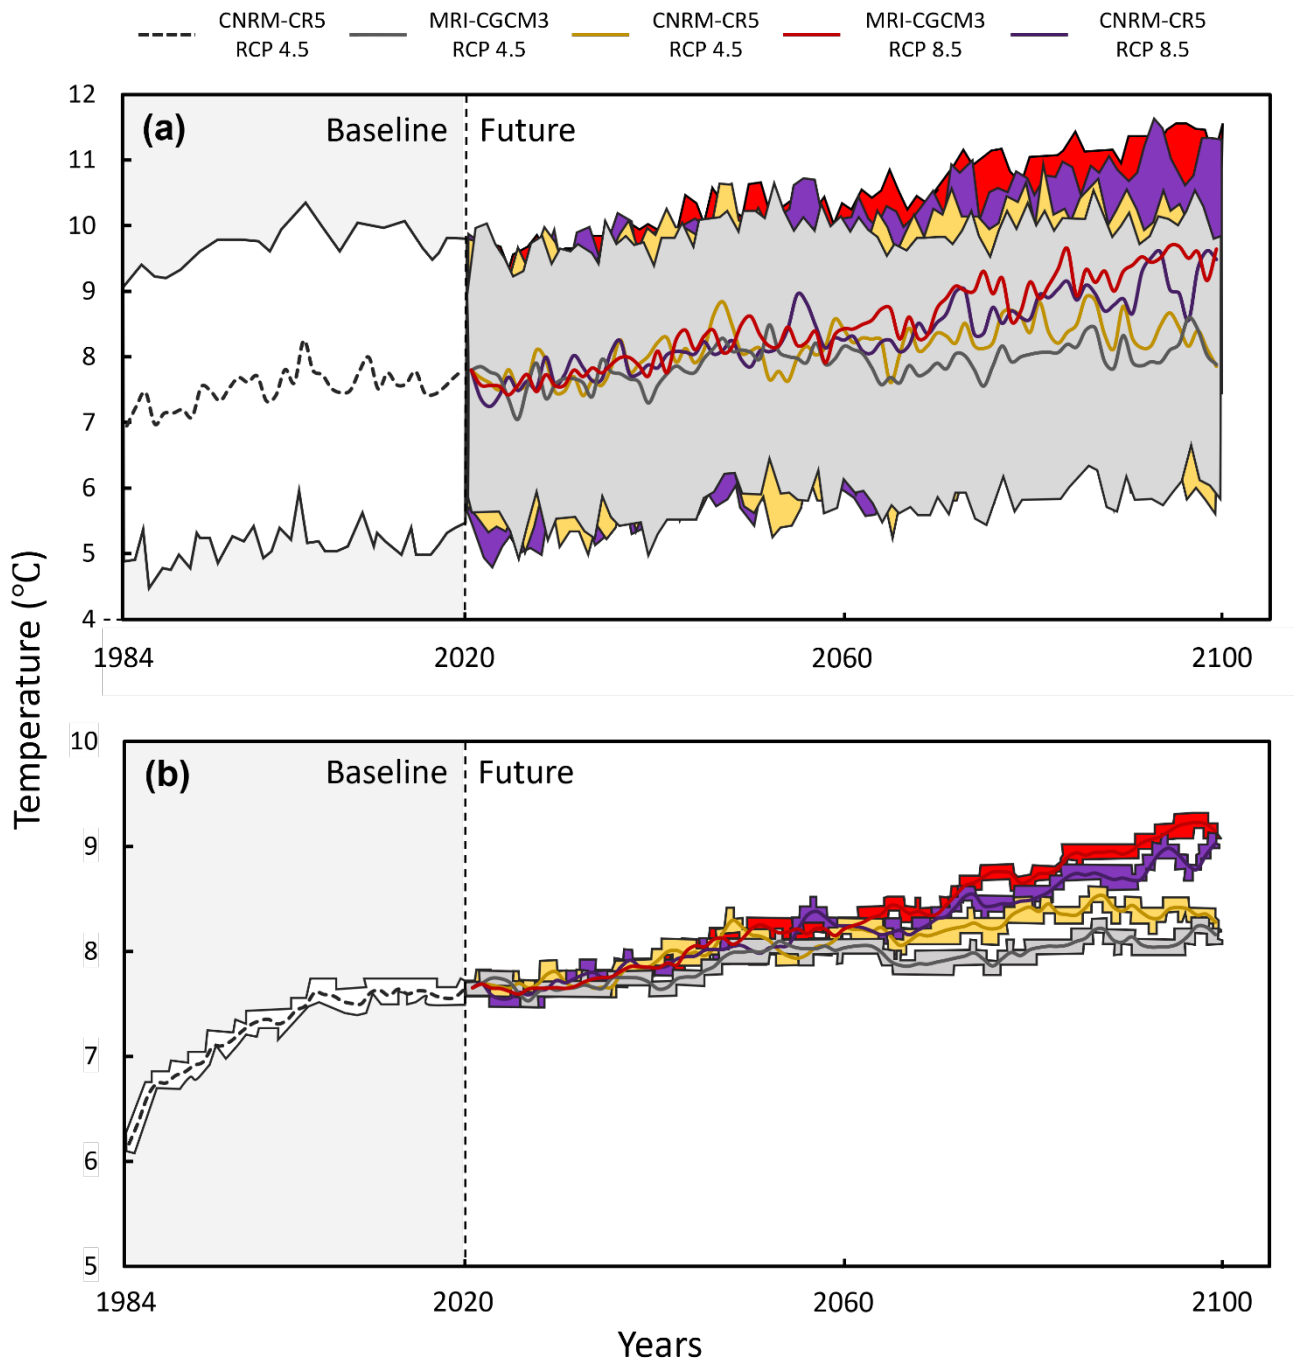 CNRM-CR5 MRI-CGCM3 CNRM-CR5 MRI-CGCM3 CNRM-CR5
RCP 4.5 RCP 4.5 RCP 4.5 RCP 8.5 RCP 8.5
12
(a) Baseline Future
11
10
9
8
7
6
5
4
1984 2020 2060 2100
Temperature (°C)
10
(b) Baseline Future
9
8
7
6
5
1984 2020 2060 2100
Years